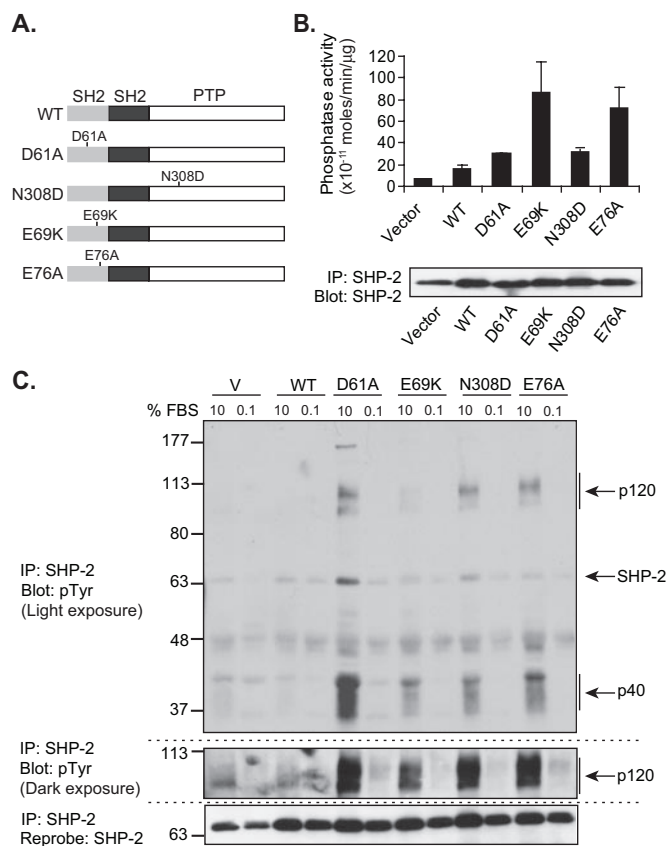 A.
SH2 SH2 PTP
WT
D61A
D61A
N308D
N308D
E69K
E69K
E76A
E76A
B.
Phosphatase activity
(x10⁻¹¹ moles/min/μg)
120
100
80
60
40
20
0
Vector WT D61A E69K N308D E76A
IP: SHP-2
Blot: SHP-2
Vector WT D61A E69K N308D E76A
C.
V WT D61A E69K N308D E76A
% FBS 10 0.1 10 0.1 10 0.1 10 0.1 10 0.1 10 0.1
177
113
80
63
48
37
p120
SHP-2
p40
IP: SHP-2
Blot: pTyr
(Light exposure)
IP: SHP-2
Blot: pTyr
(Dark exposure)
113
p120
IP: SHP-2
Reprobe: SHP-2
63